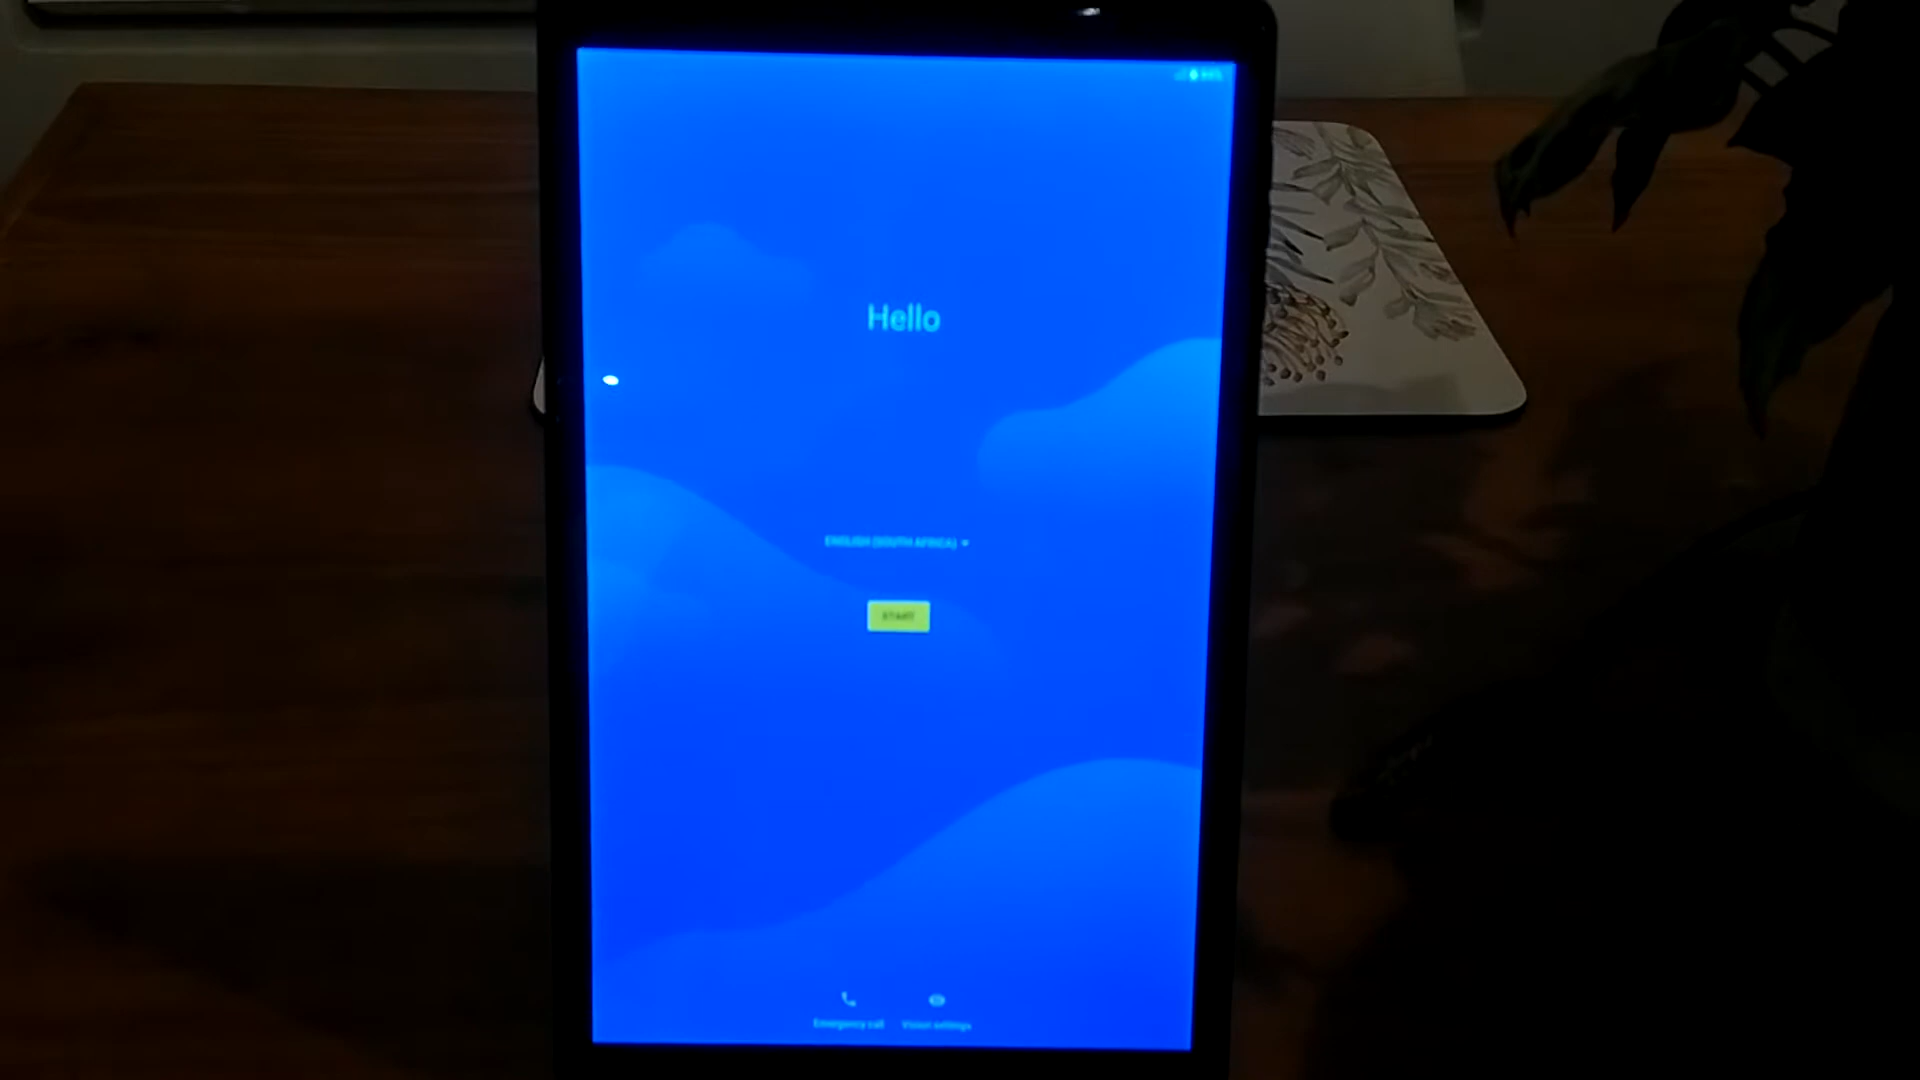 Hello
ENGLISH (SOUTH AFRICA)
START
Emergency call
Vision settings